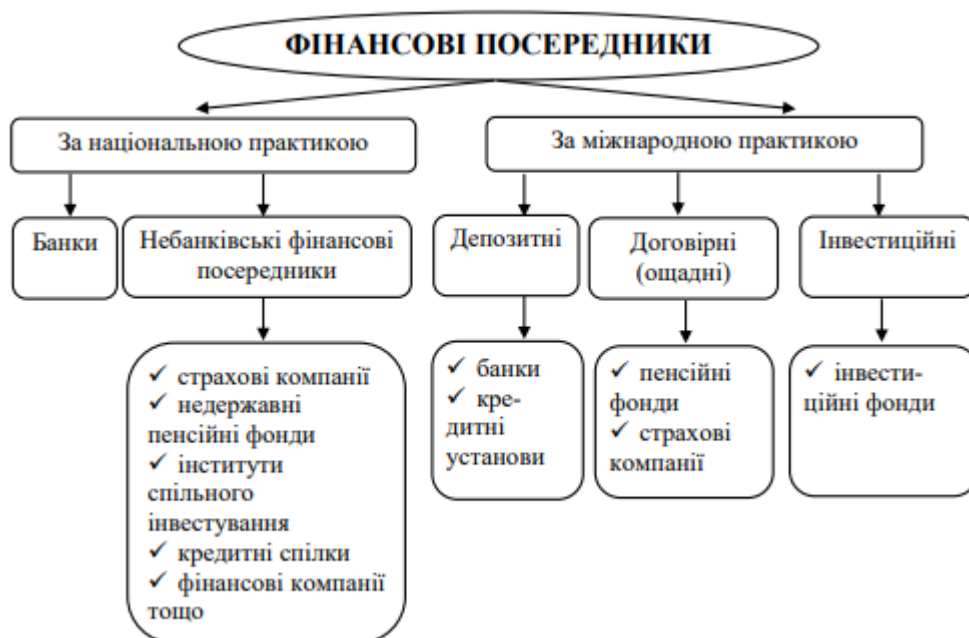 ФІНАНСОВІ ПОСЕРЕДНИКИ
За національною практикою
За міжнародною практикою
Банки
Небанківські фінансові
посередники
Депозитні
Договірні
(ощадні)
Інвестиційні
✓ страхові компанії
✓ недержавні
пенсійні фонди
✓ інститути
спільного
інвестування
✓ кредитні спілки
✓ фінансові компанії
тощо
✓ банки
✓ кре-
дитні
установи
✓ пенсійні
фонди
✓ страхові
компанії
✓ інвести-
ційні фонди